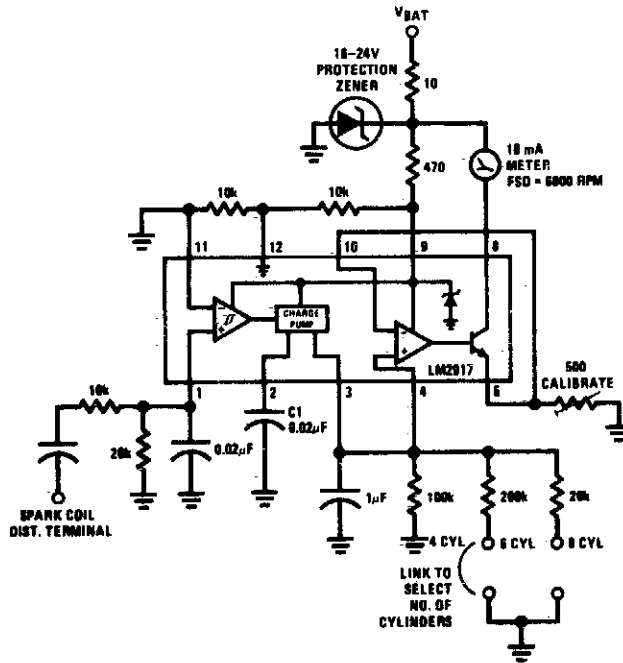 VBAT
16–24V
PROTECTION
ZENER
10
470
10 mA
METER
FSD = 6000 RPM
10k
10k
11
12
10
9
8
CHARGE
PUMP
LM2917
1
2
3
4
5
500
CALIBRATE
10k
20k
0.02μF
C1
0.02μF
1μF
100k
200k
20k
SPARK COIL
DIST. TERMINAL
4 CYL
6 CYL
8 CYL
LINK TO
SELECT
NO. OF
CYLINDERS